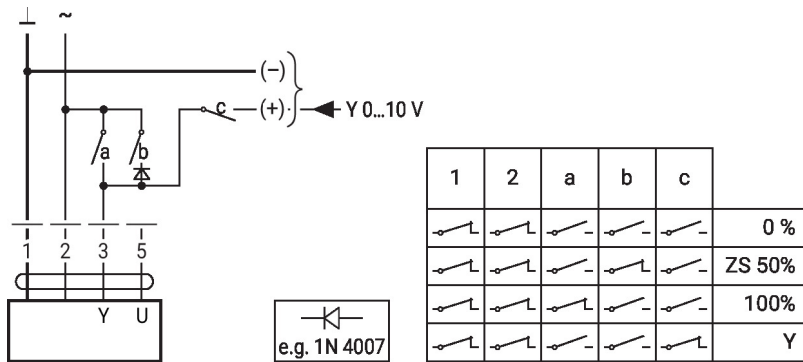 ⊥ ~
(–)
a b c (+) Y 0...10 V
1 2 3 5
Y U
e.g. 1N 4007
1 2 a b c
0 %
ZS 50%
100%
Y